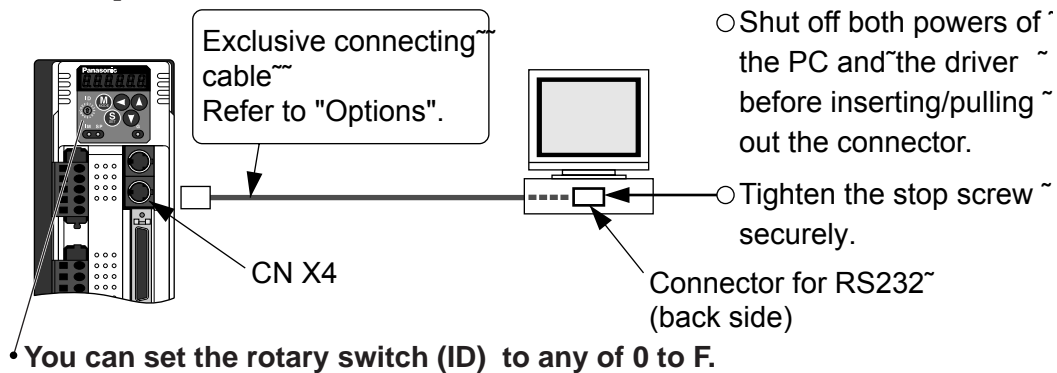 Exclusive connecting˜˜
cable˜˜
Refer to "Options".
○Shut off both powers of ˜
the PC and˜the driver ˜
before inserting/pulling ˜
out the connector.
○Tighten the stop screw ˜
securely.
Panasonic
M
S
CN X4
Connector for RS232˜
(back side)
• You can set the rotary switch (ID) to any of 0 to F.